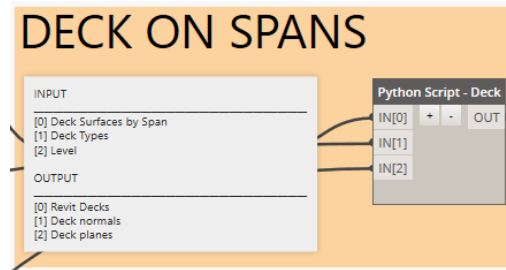 DECK ON SPANS
INPUT
[0] Deck Surfaces by Span
[1] Deck Types
[2] Level
OUTPUT
[0] Revit Decks
[1] Deck normals
[2] Deck planes
Python Script - Deck
IN[0] + - OUT
IN[1]
IN[2]